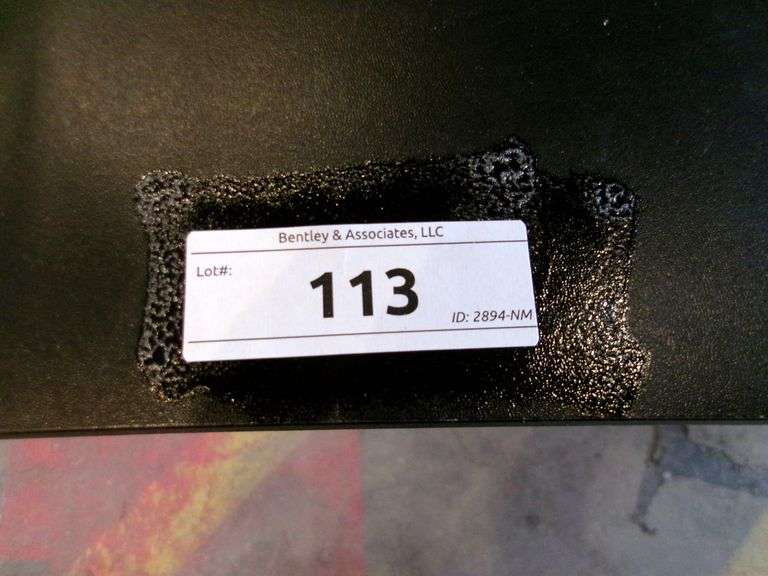 Bentley & Associates, LLC
Lot#:
113
ID: 2894-NM